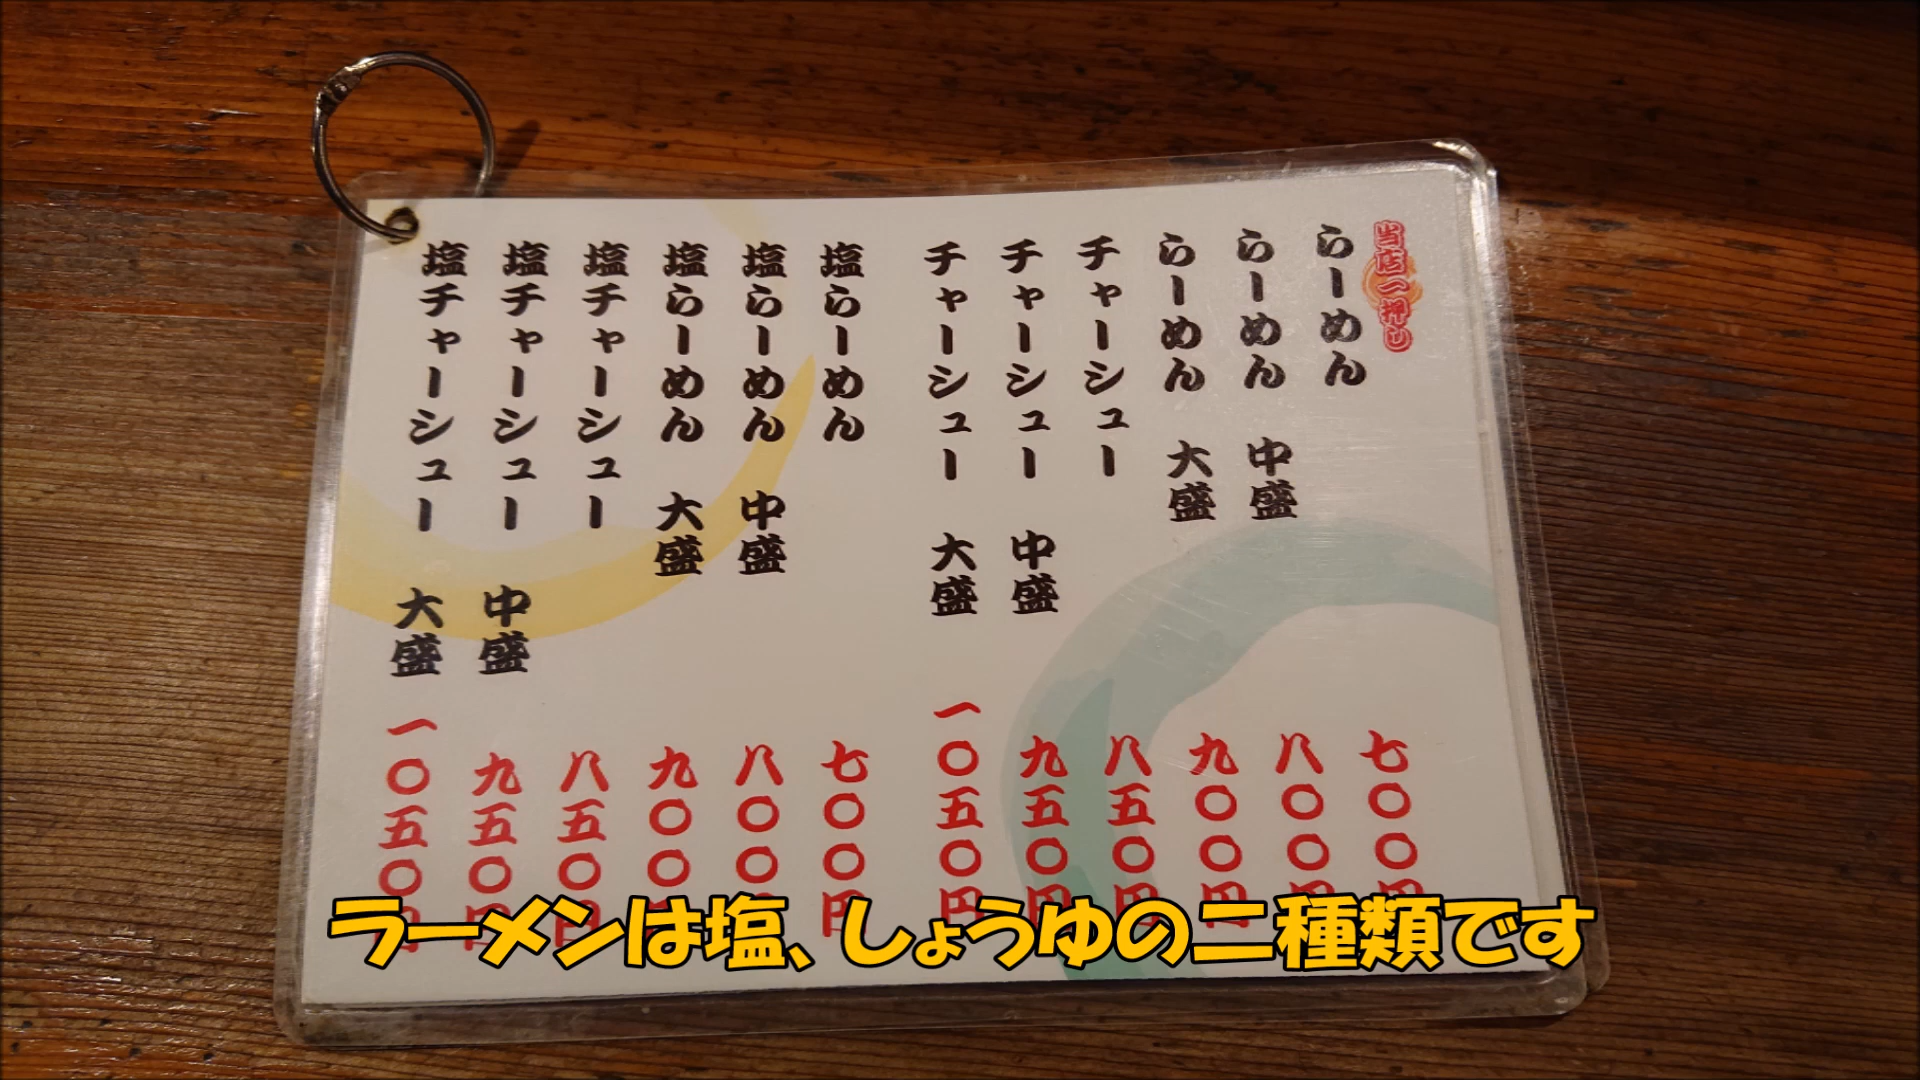 当店一押し
らーめん 七〇〇円
らーめん 中盛 八〇〇円
らーめん 大盛 九〇〇円
チャーシュー 八五〇円
チャーシュー 中盛 九五〇円
チャーシュー 大盛 一〇五〇円
塩らーめん 七〇〇円
塩らーめん 中盛 八〇〇円
塩らーめん 大盛 九〇〇円
塩チャーシュー 八五〇円
塩チャーシュー 中盛 九五〇円
塩チャーシュー 大盛 一〇五〇円
ラーメンは塩、しょうゆの二種類です